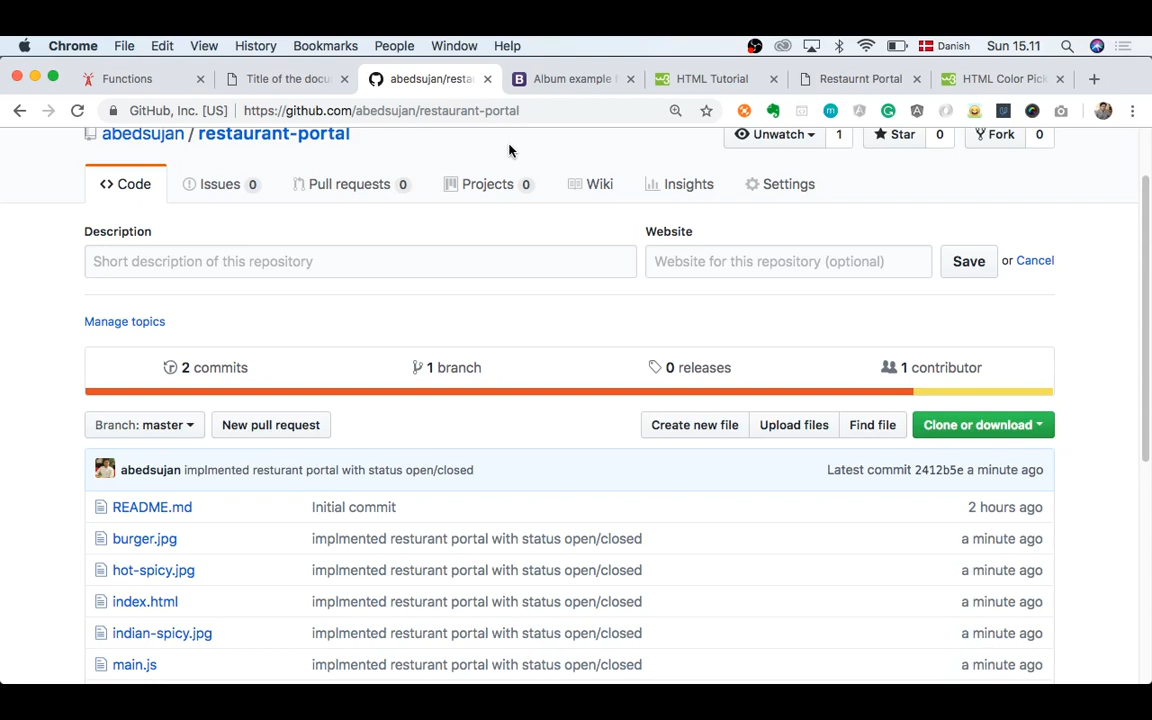 Chrome File Edit View History Bookmarks People Window Help Danish Sun 15.11
Functions Title of the docu abedsujan/resta Album example f HTML Tutorial Restaurnt Portal HTML Color Pick
GitHub, Inc. [US] https://github.com/abedsujan/restaurant-portal
abedsujan / restaurant-portal Unwatch 1 Star 0 Fork 0
Code Issues 0 Pull requests 0 Projects 0 Wiki Insights Settings
Description Website
Short description of this repository Website for this repository (optional) Save or Cancel
Manage topics
2 commits 1 branch 0 releases 1 contributor
Branch: master New pull request Create new file Upload files Find file Clone or download
abedsujan implmented resturant portal with status open/closed Latest commit 2412b5e a minute ago
README.md Initial commit 2 hours ago
burger.jpg implmented resturant portal with status open/closed a minute ago
hot-spicy.jpg implmented resturant portal with status open/closed a minute ago
index.html implmented resturant portal with status open/closed a minute ago
indian-spicy.jpg implmented resturant portal with status open/closed a minute ago
main.js implmented resturant portal with status open/closed a minute ago